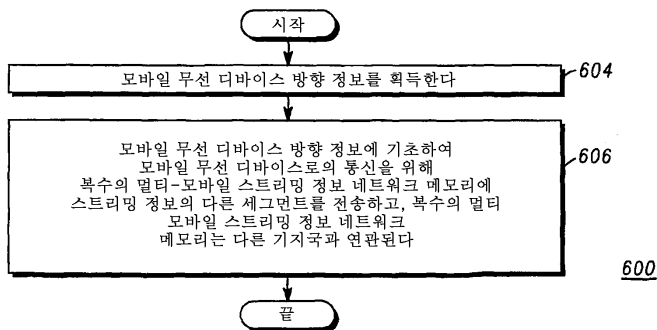 시작
모바일 무선 디바이스 방향 정보를 획득한다
604
모바일 무선 디바이스 방향 정보에 기초하여
모바일 무선 디바이스로의 통신을 위해
복수의 멀티-모바일 스트리밍 정보 네트워크 메모리에
스트리밍 정보의 다른 세그먼트를 전송하고, 복수의 멀티
모바일 스트리밍 정보 네트워크
메모리는 다른 기지국과 연관된다
606
600
끝